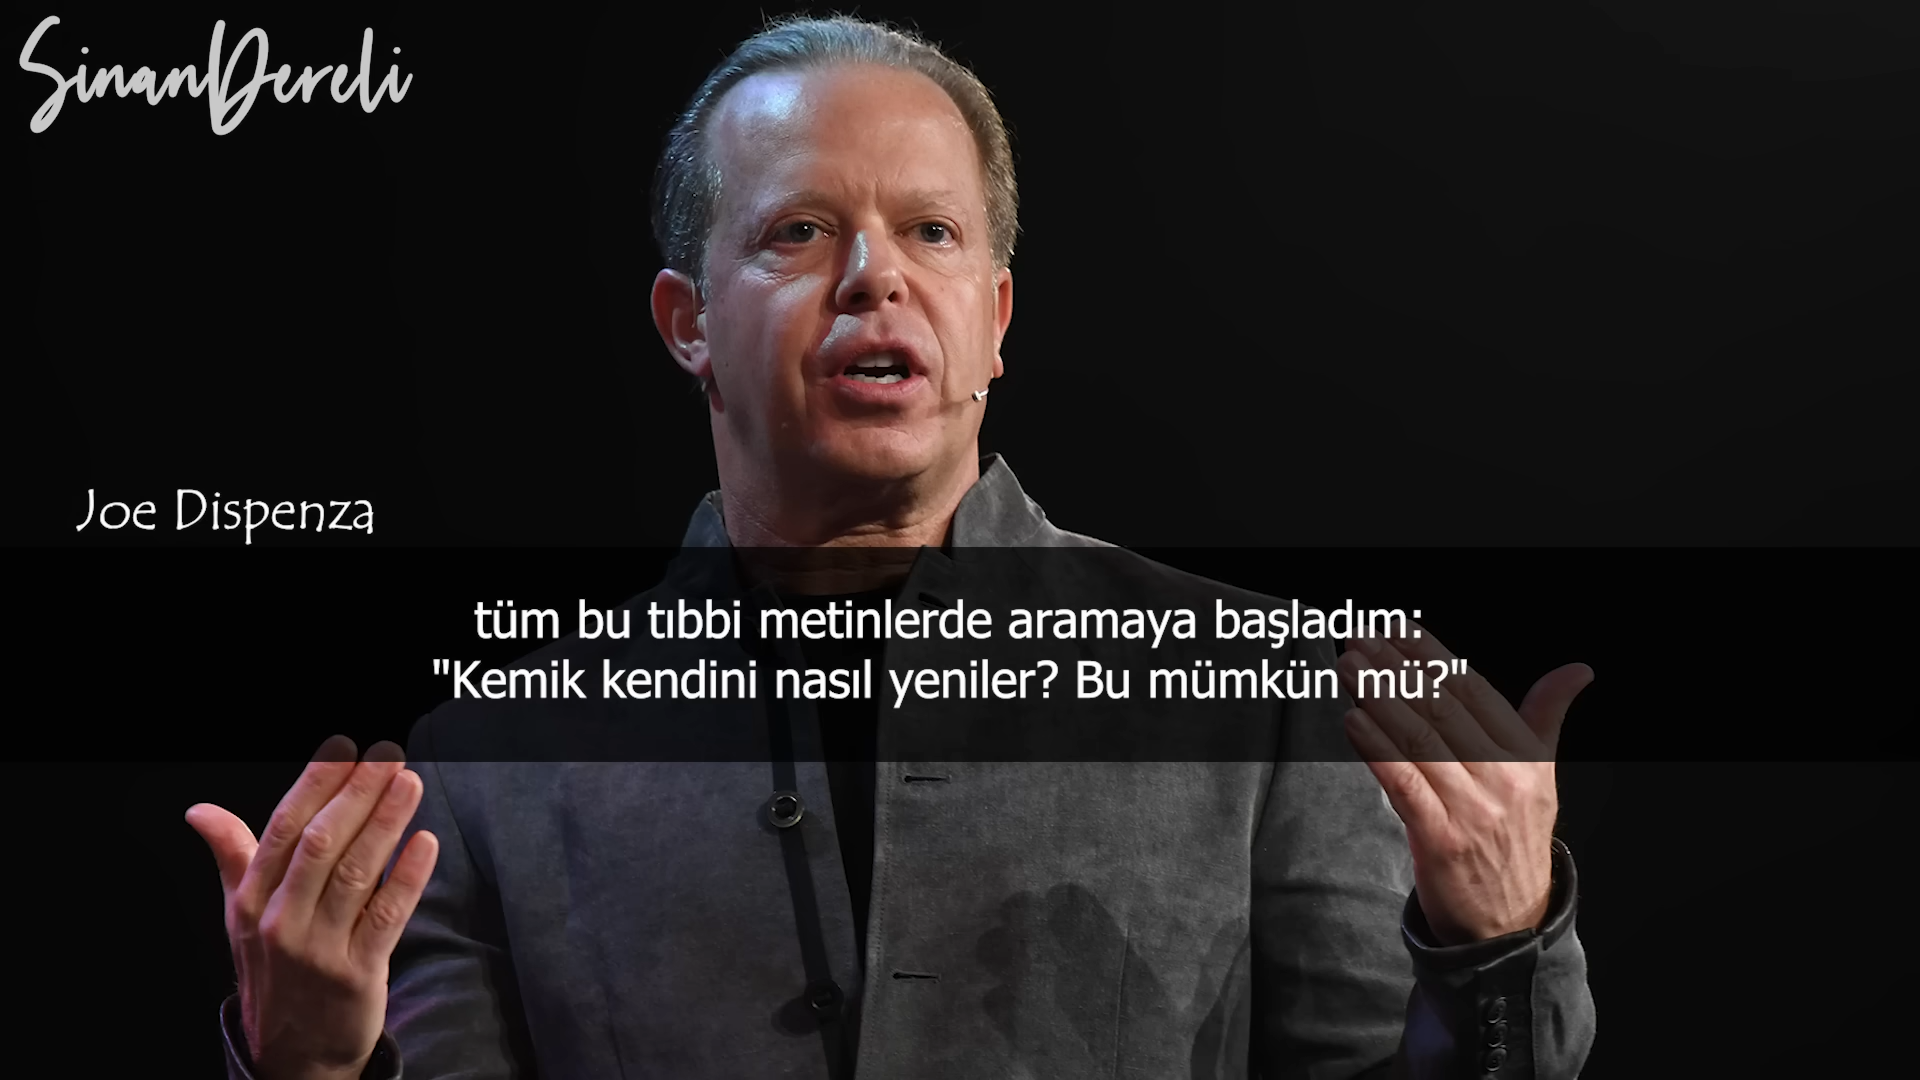 SinanDereli
Joe Dispenza
tüm bu tıbbi metinlerde aramaya başladım:
"Kemik kendini nasıl yeniler? Bu mümkün mü?"